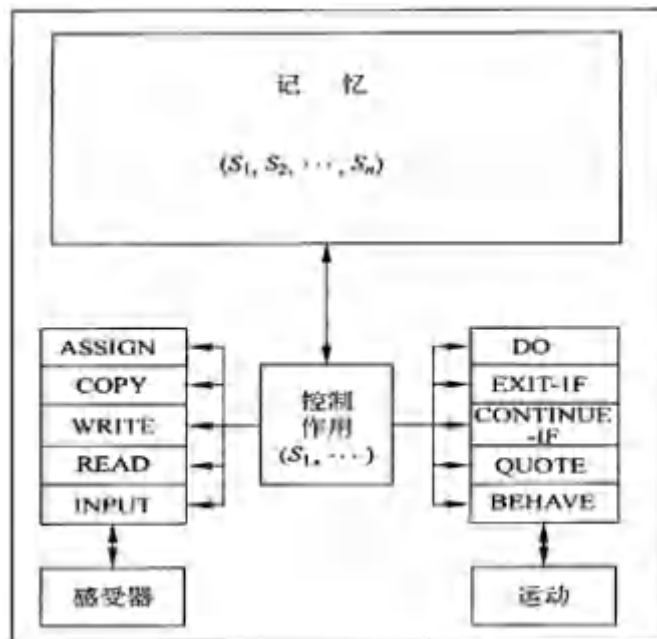 记 忆
(S₁, S₂, ···, Sₙ)
ASSIGN
COPY
WRITE
READ
INPUT
控制
作用
(S₁, ···)
DO
EXIT-IF
CONTINUE
-IF
QUOTE
BEHAVE
感受器
运动